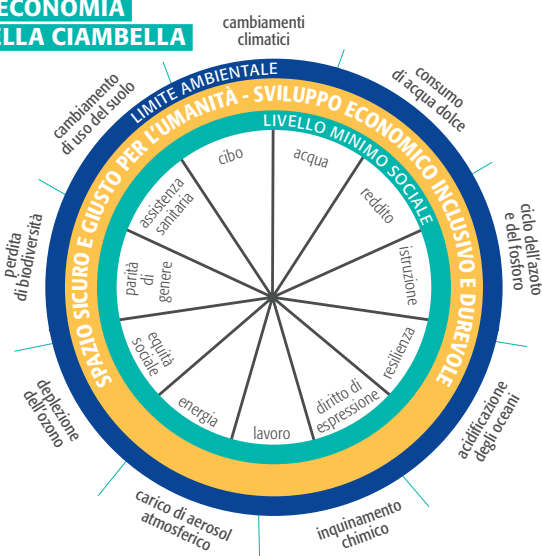 ECONOMIA
ELLA CIAMBELLA
cambiamenti
climatici
consumo
di acqua dolce
ciclo dell'azoto
e del fosforo
acidificazione
degli oceani
inquinamento
chimico
carico di aerosol
atmosferico
deplezione
dell'ozono
perdita
di biodiversità
cambiamento
di uso del suolo
LIMITE AMBIENTALE
SPAZIO SICURO E GIUSTO PER L'UMANITÀ - SVILUPPO ECONOMICO INCLUSIVO E DUREVOLE
LIVELLO MINIMO SOCIALE
acqua
reddito
istruzione
resilienza
diritto di
espressione
lavoro
energia
equità
sociale
parità
di
genere
assistenza
sanitaria
cibo